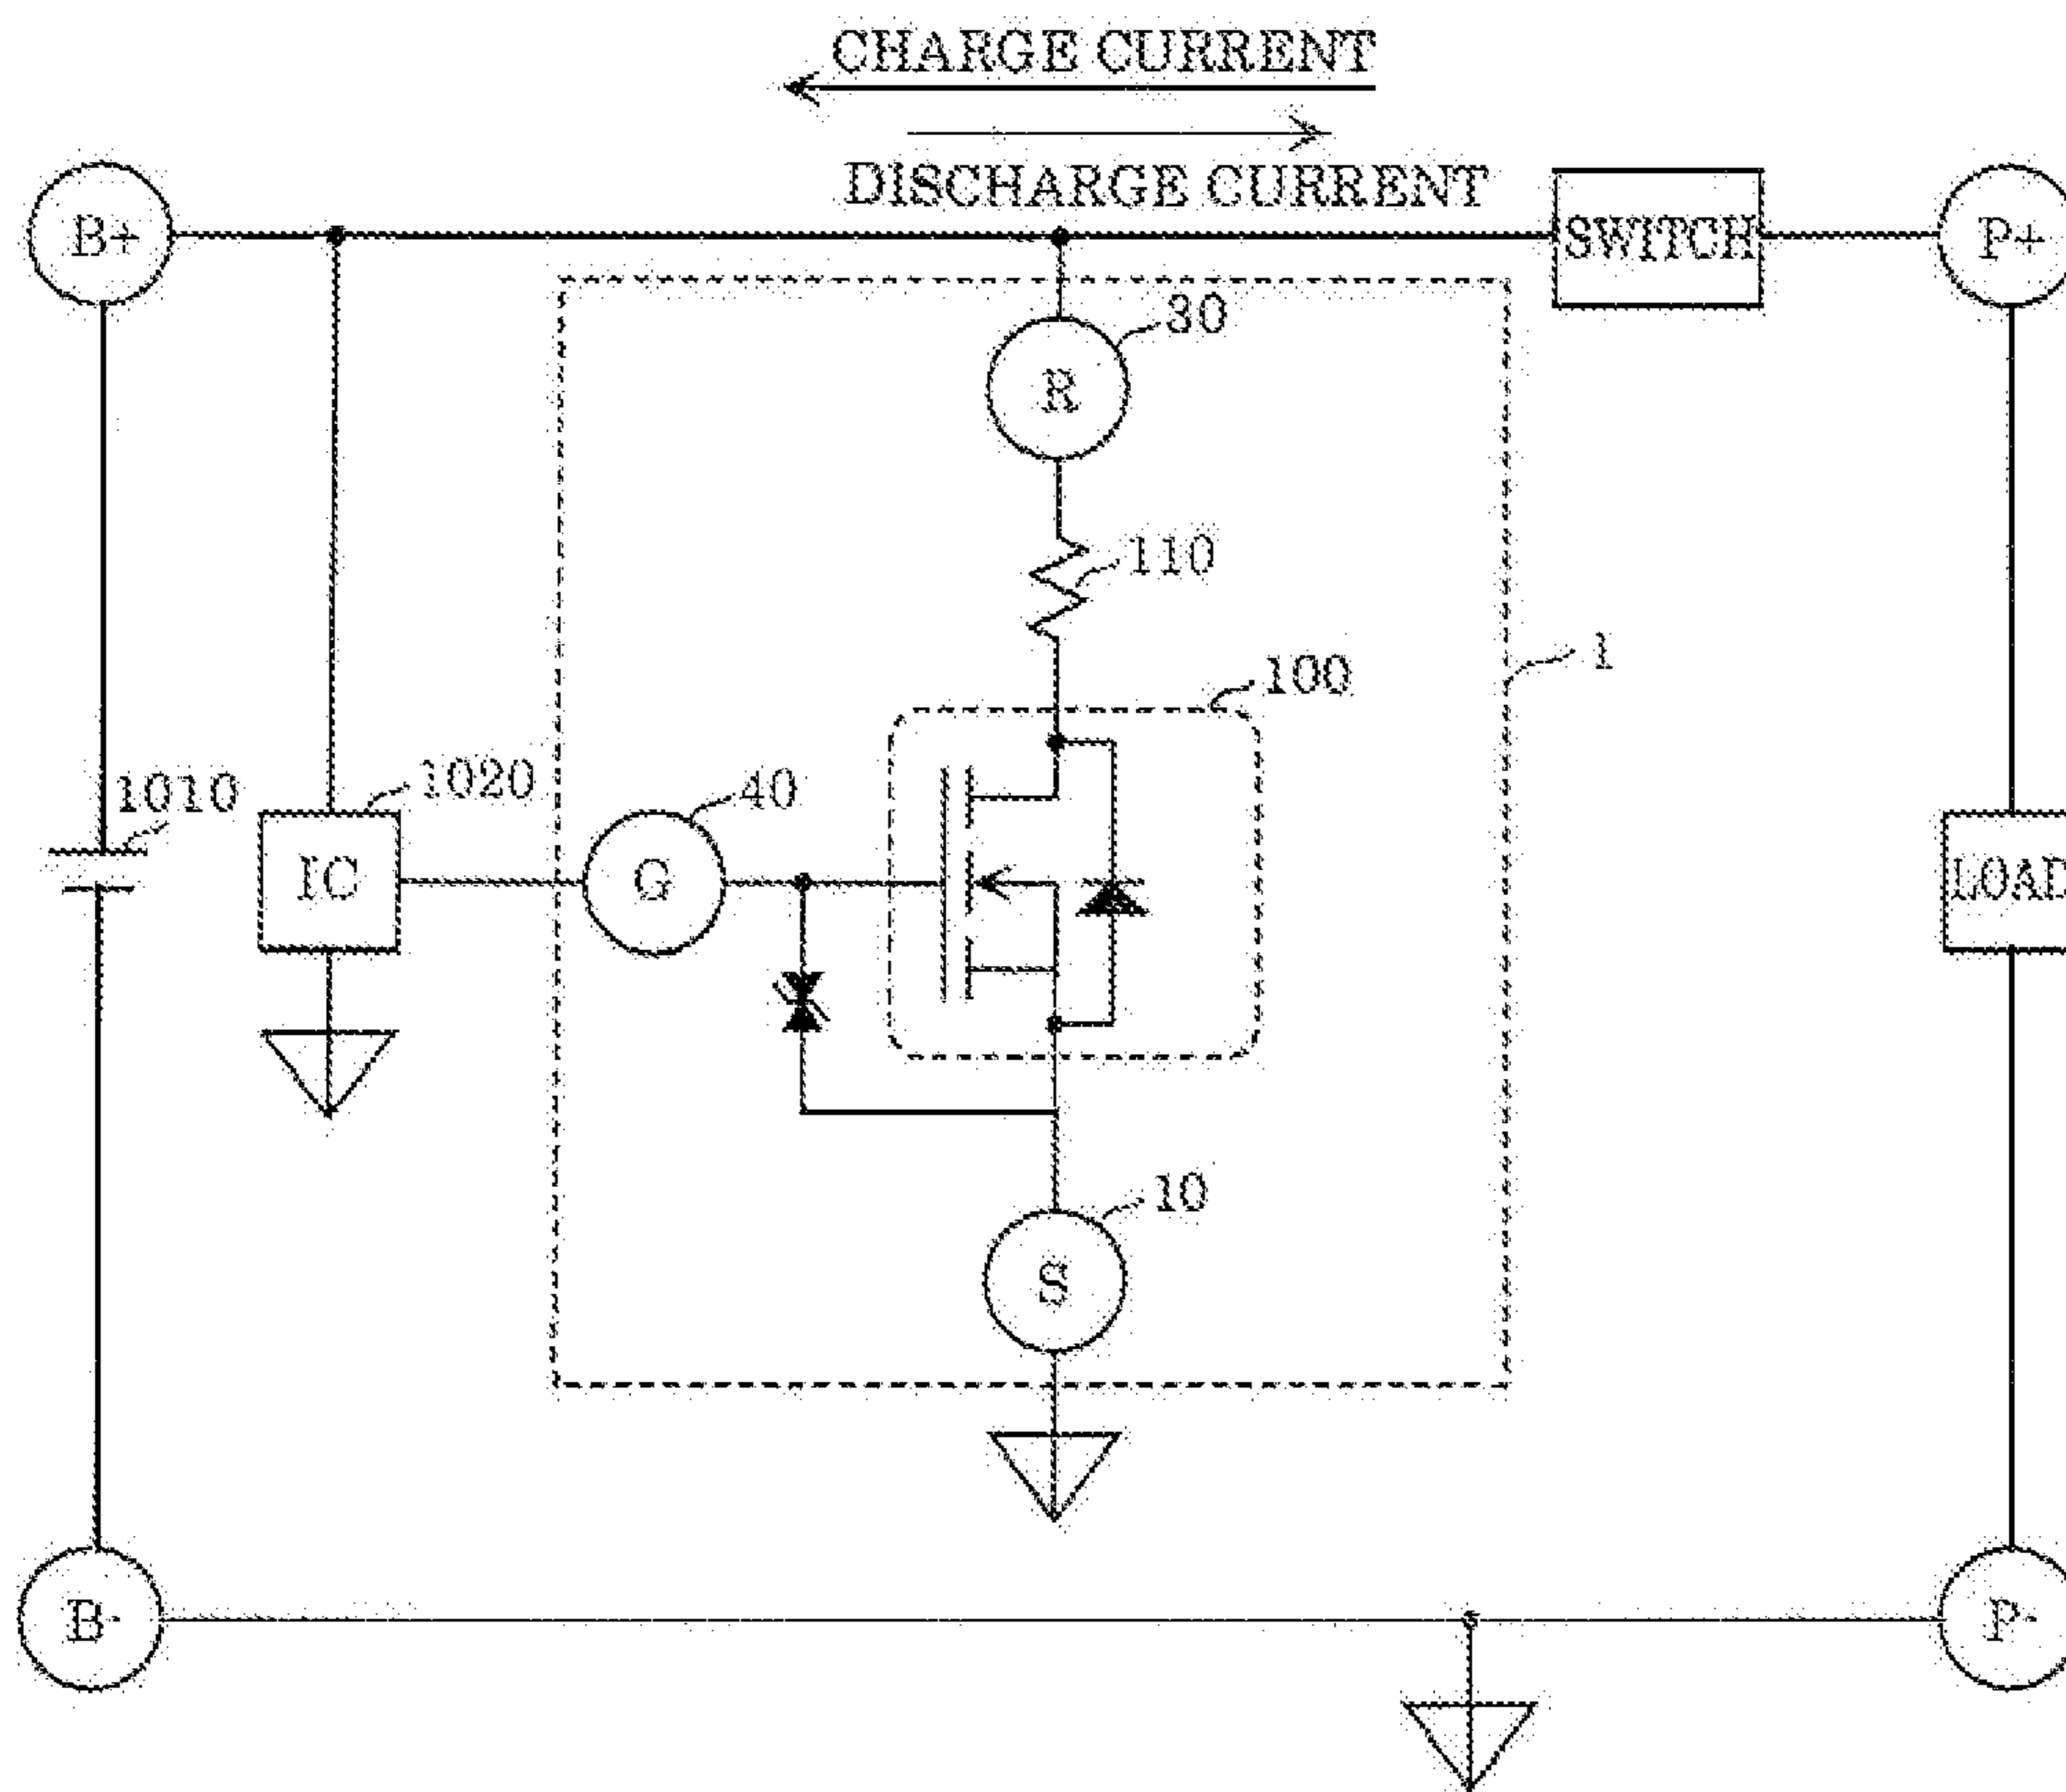 CHARGE CURRENT
DISCHARGE CURRENT
B+
SWITCH
P+
30
R
110
1
100
1010
1020
40
IC
G
LOAD
10
S
B-
P-